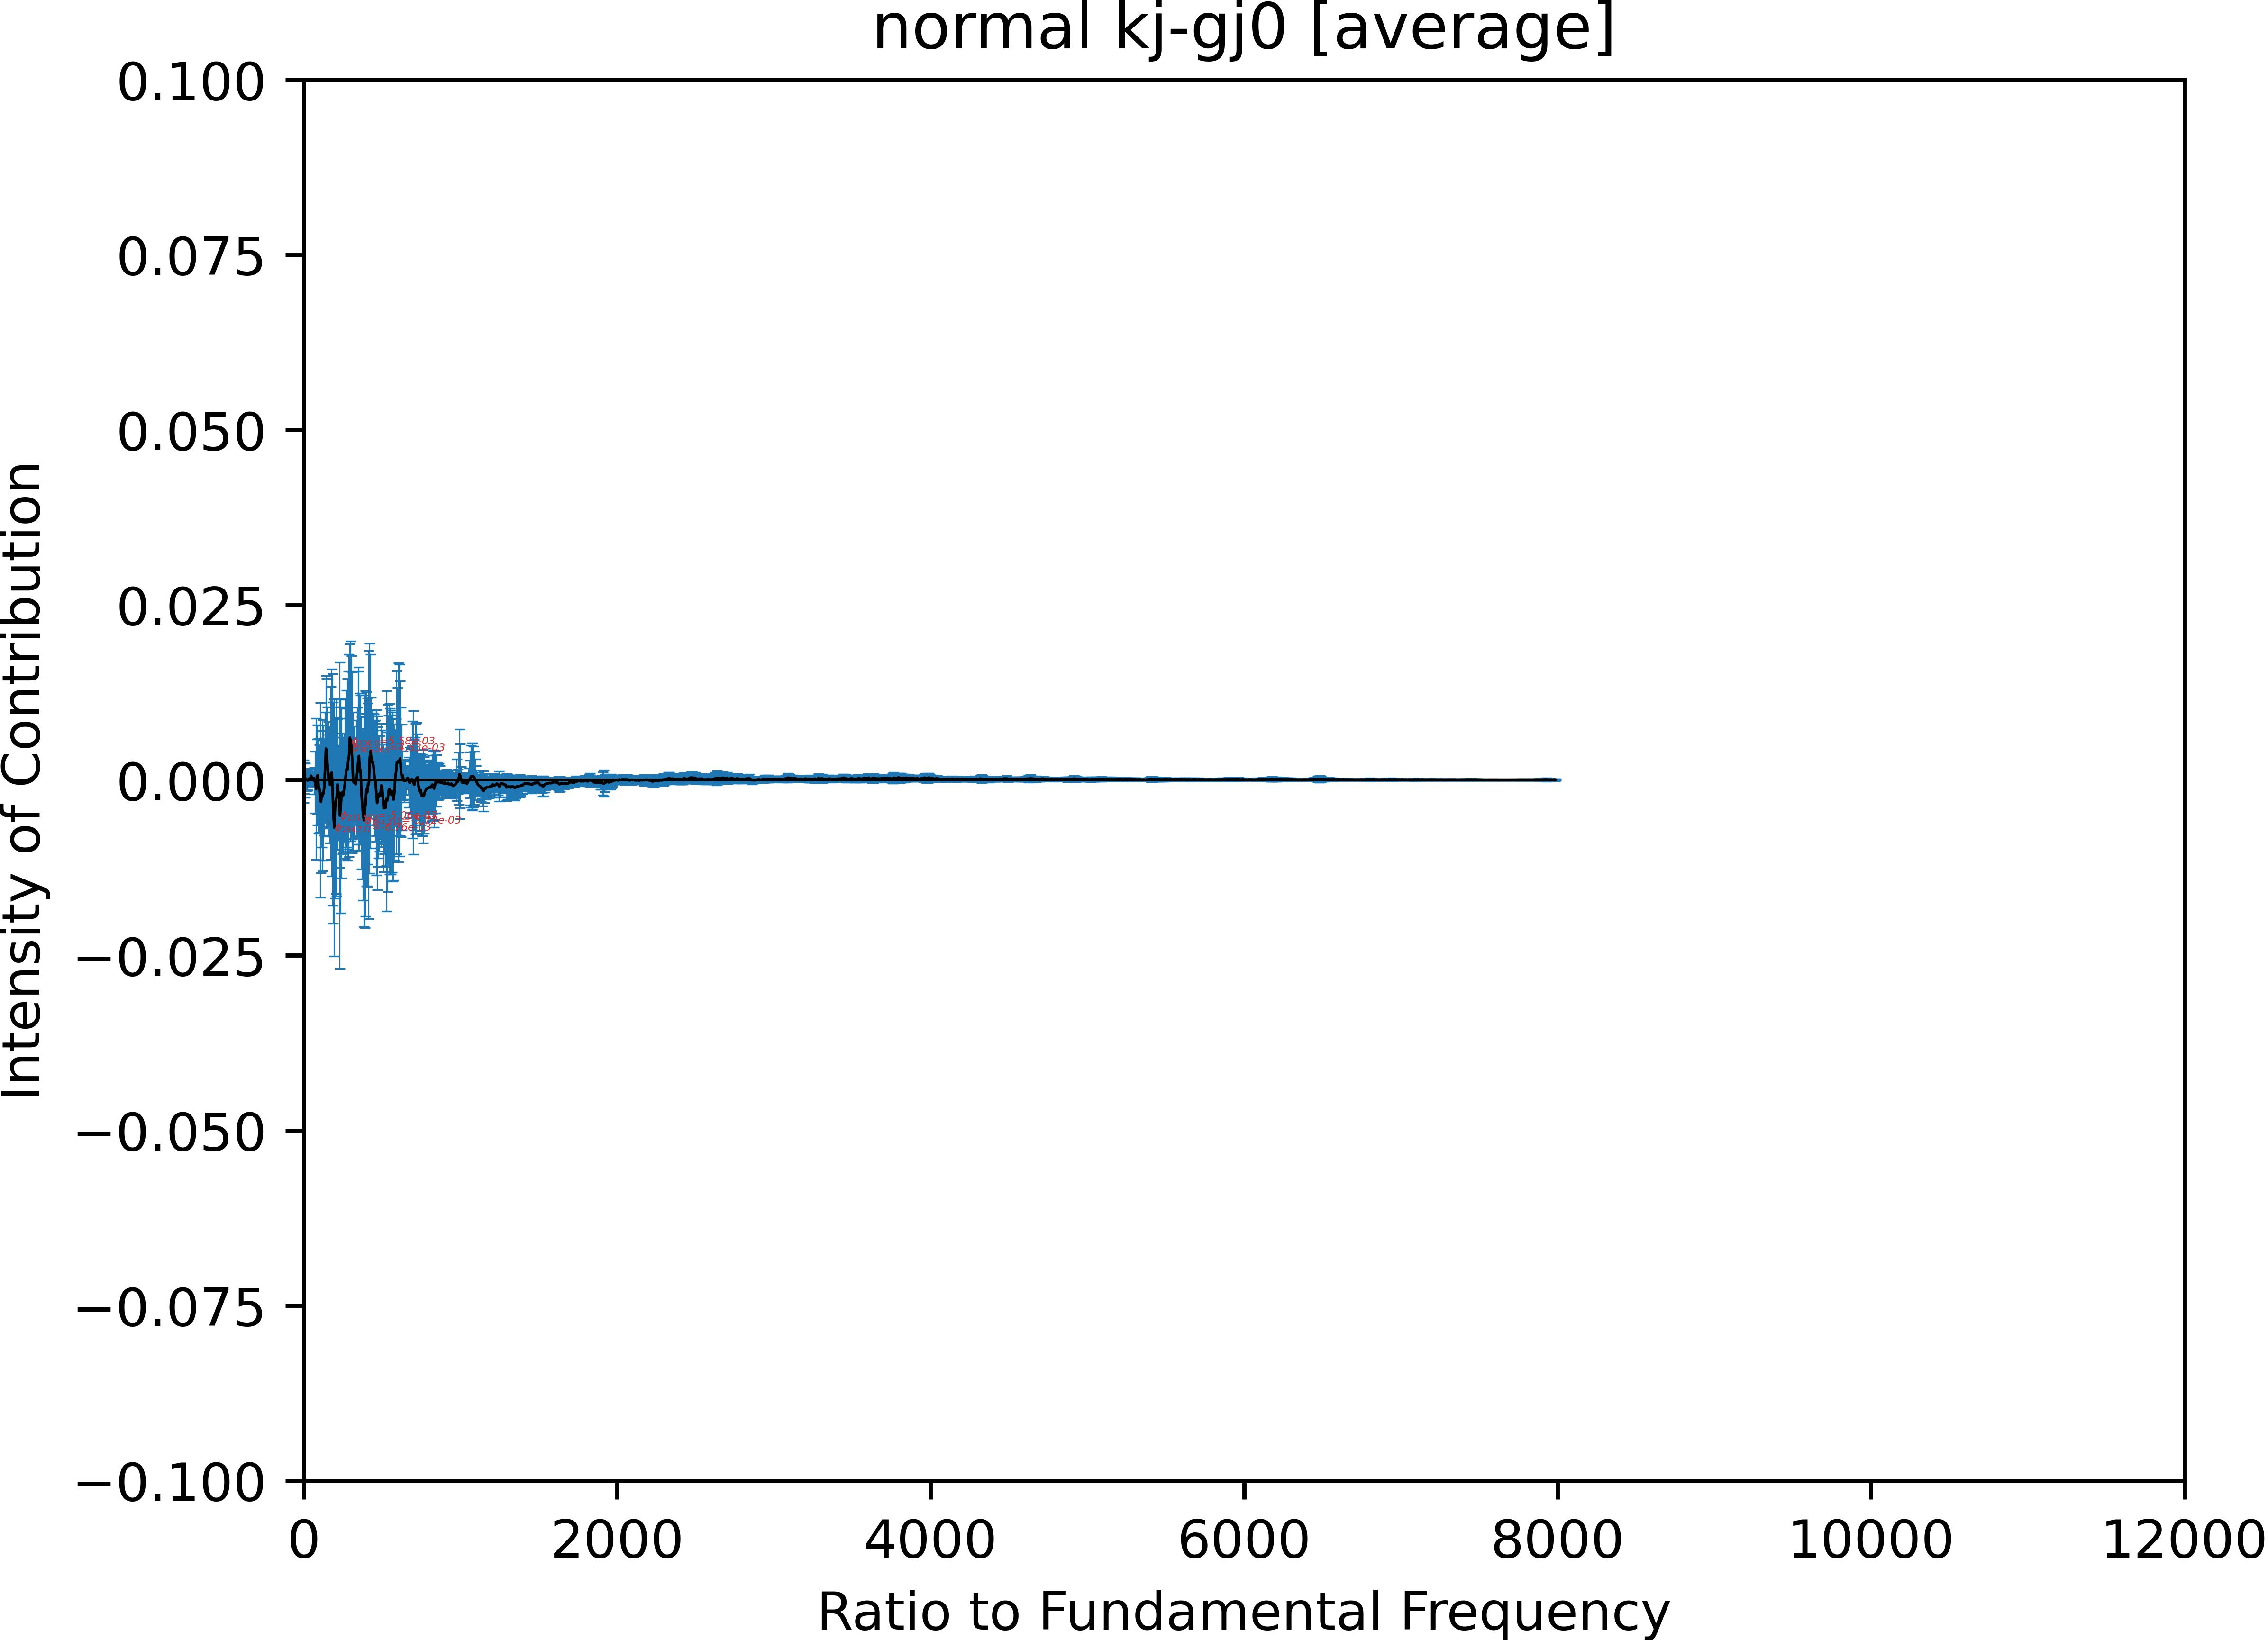 normal kj-gj0 [average]
0.100
0.075
0.050
0.025
0.000
−0.025
−0.050
−0.075
−0.100
Intensity of Contribution
0 2000 4000 6000 8000 10000 12000
Ratio to Fundamental Frequency